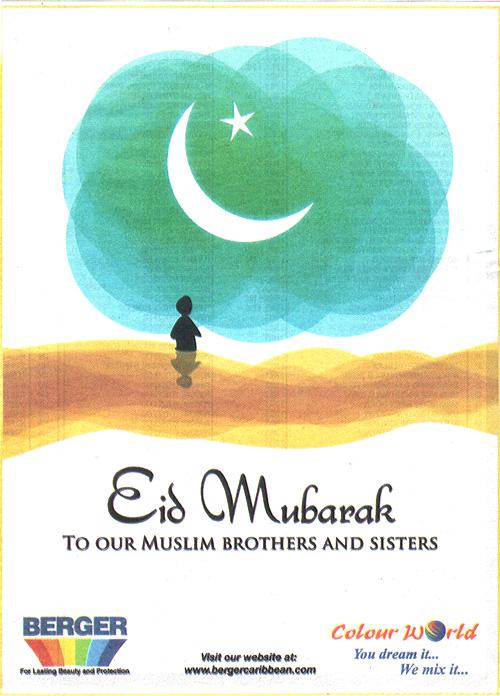 Eid Mubarak
TO OUR MUSLIM BROTHERS AND SISTERS
BERGER
For Lasting Beauty and Protection
Visit our website at:
www.bergercaribbean.com
Colour World
You dream it...
We mix it...